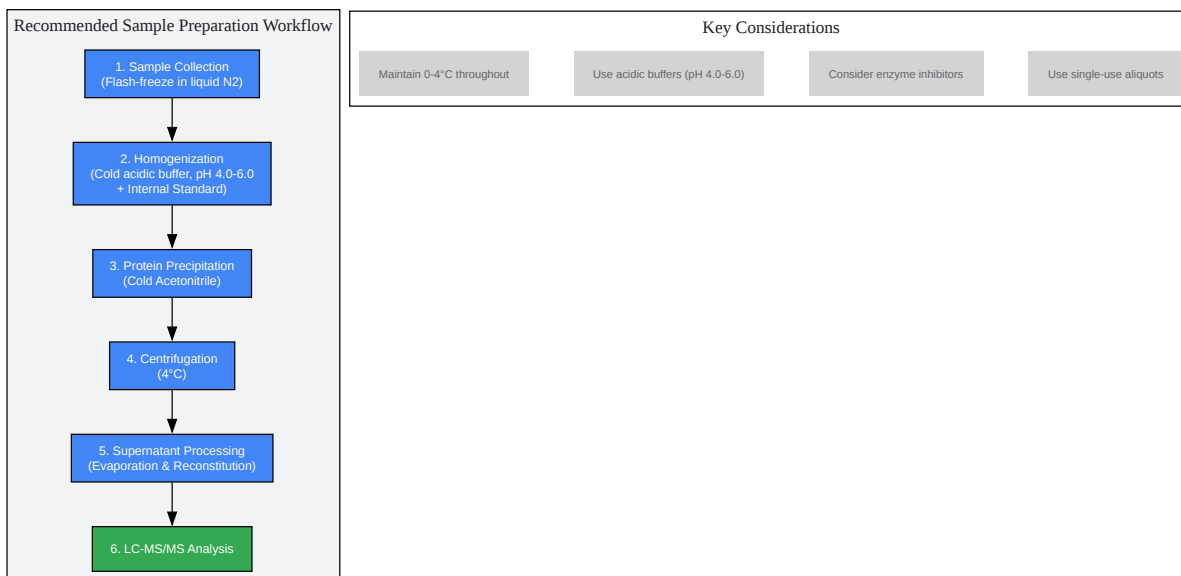 Recommended Sample Preparation Workflow
1. Sample Collection
(Flash-freeze in liquid N2)
2. Homogenization
(Cold acidic buffer, pH 4.0-6.0
+ Internal Standard)
3. Protein Precipitation
(Cold Acetonitrile)
4. Centrifugation
(4°C)
5. Supernatant Processing
(Evaporation & Reconstitution)
6. LC-MS/MS Analysis
Key Considerations
Maintain 0-4°C throughout
Use acidic buffers (pH 4.0-6.0)
Consider enzyme inhibitors
Use single-use aliquots